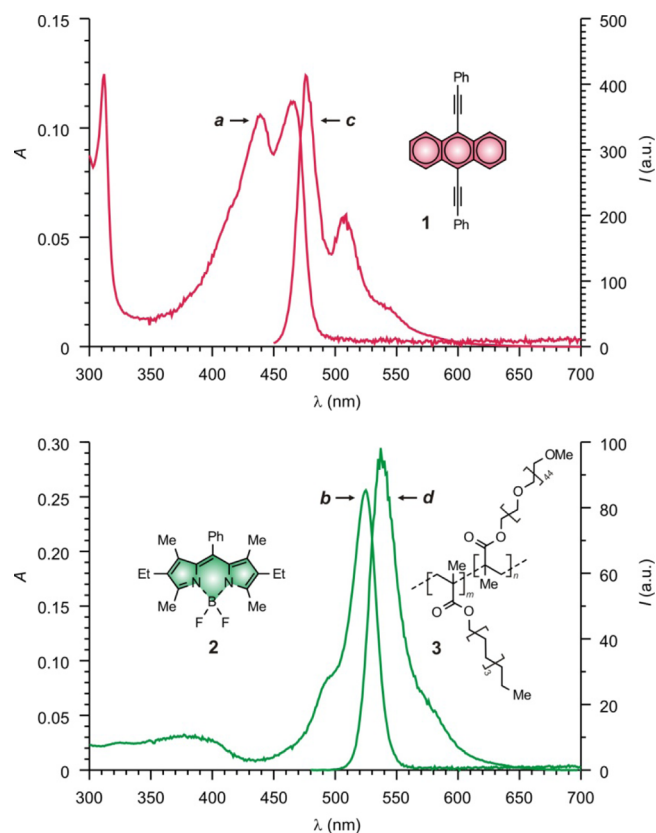 0.15
0.10
0.05
0
A
500
400
300
200
100
0
I (a.u.)
a
c
Ph
Ph
1
300 350 400 450 500 550 600 650 700
λ (nm)
0.30
0.25
0.20
0.15
0.10
0.05
0
A
100
80
60
40
20
0
I (a.u.)
b
d
Me Ph Me
Et Et
N N
Me B Me
F F
2
OMe
44
O
O
O
Me
n
m Me
O
O
3
3
Me
300 350 400 450 500 550 600 650 700
λ (nm)